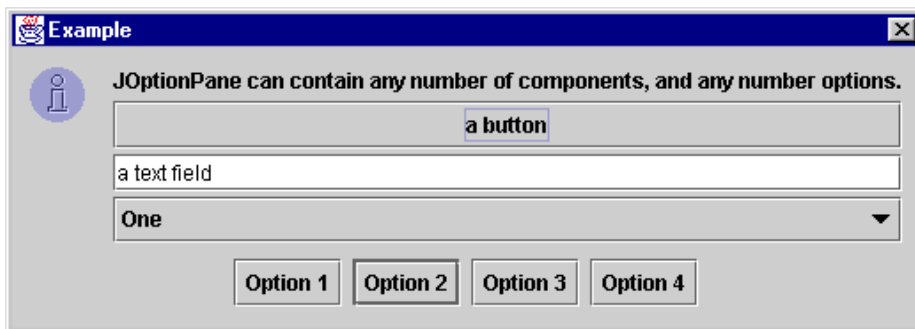 Example
JOptionPane can contain any number of components, and any number options.
a button
a text field
One
Option 1 Option 2 Option 3 Option 4